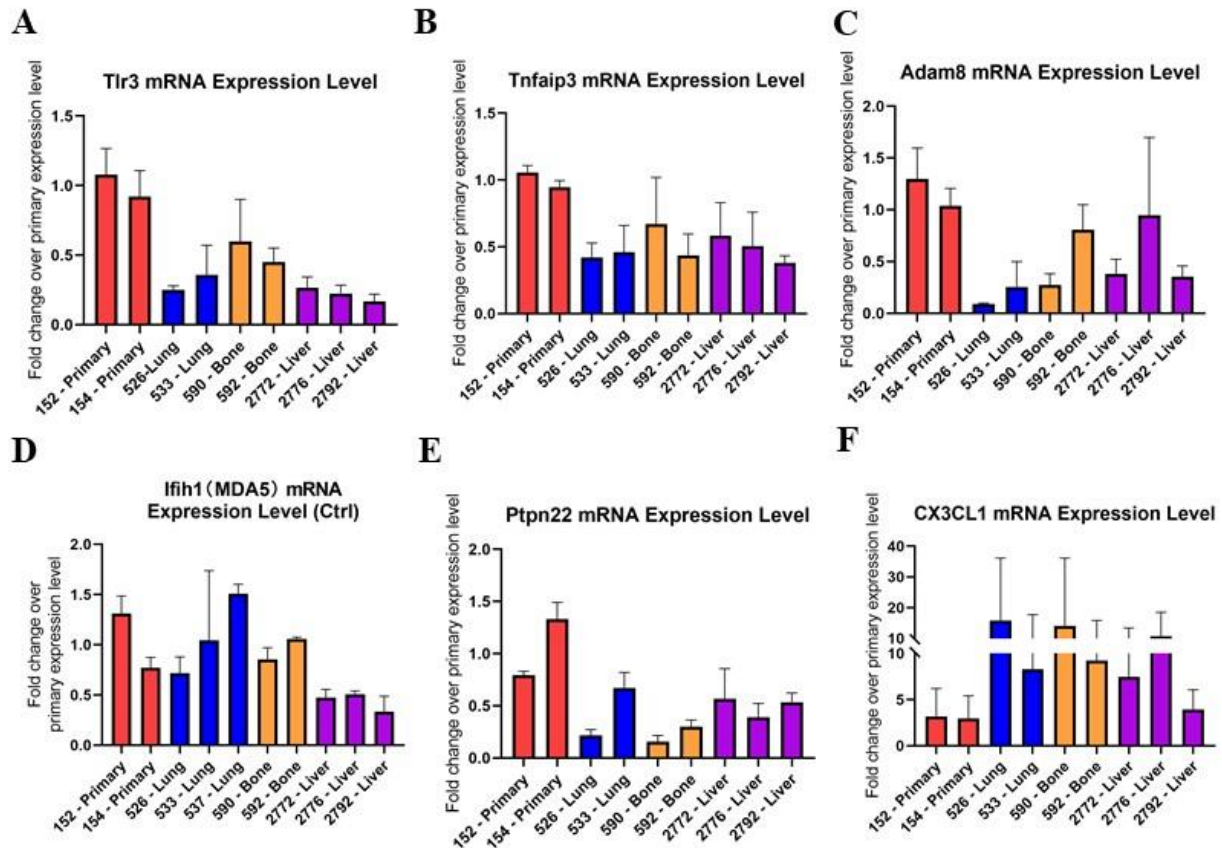 A
Tlr3 mRNA Expression Level
Fold change over primary expression level
1.5
1.0
0.5
0.0
152 - Primary
154 - Primary
526-Lung
533 - Lung
590 - Bone
592 - Bone
2772 - Liver
2776 - Liver
2792 - Liver
B
Tnfaip3 mRNA Expression Level
Fold change over primary expression level
1.5
1.0
0.5
0.0
152 - Primary
154 - Primary
526 - Lung
533 - Lung
590 - Bone
592 - Bone
2772 - Liver
2776 - Liver
2792 - Liver
C
Adam8 mRNA Expression Level
Fold change over primary expression level
2.0
1.5
1.0
0.5
0.0
152 - Primary
154 - Primary
526 - Lung
533 - Lung
590 - Bone
592 - Bone
2772 - Liver
2776 - Liver
2792 - Liver
D
Ifih1(MDA5) mRNA
Expression Level (Ctrl)
Fold change over
primary expression level
2.0
1.5
1.0
0.5
0.0
152 - Primary
154 - Primary
526 - Lung
533 - Lung
537 - Lung
590 - Bone
592 - Bone
2772 - Liver
2776 - Liver
2792 - Liver
E
Ptpn22 mRNA Expression Level
Fold change over primary expression level
2.0
1.5
1.0
0.5
0.0
152 - Primary
154 - Primary
526 - Lung
533 - Lung
590 - Bone
592 - Bone
2772 - Liver
2776 - Liver
2792 - Liver
F
CX3CL1 mRNA Expression Level
Fold change over primary expression level
40
30
20
10
10
5
0
152 - Primary
154 - Primary
526 - Lung
533 - Lung
590 - Bone
592 - Bone
2772 - Liver
2776 - Liver
2792 - Liver